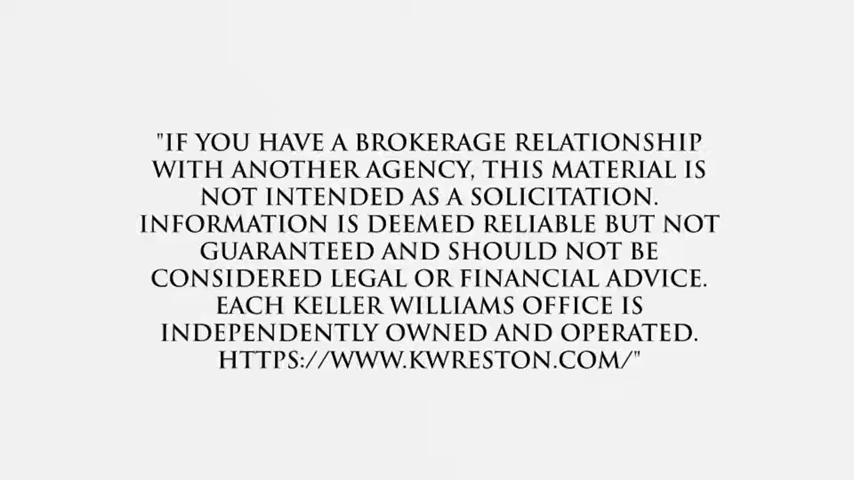 "IF YOU HAVE A BROKERAGE RELATIONSHIP
WITH ANOTHER AGENCY, THIS MATERIAL IS
NOT INTENDED AS A SOLICITATION.
INFORMATION IS DEEMED RELIABLE BUT NOT
GUARANTEED AND SHOULD NOT BE
CONSIDERED LEGAL OR FINANCIAL ADVICE.
EACH KELLER WILLIAMS OFFICE IS
INDEPENDENTLY OWNED AND OPERATED.
HTTPS://WWW.KWRESTON.COM/"